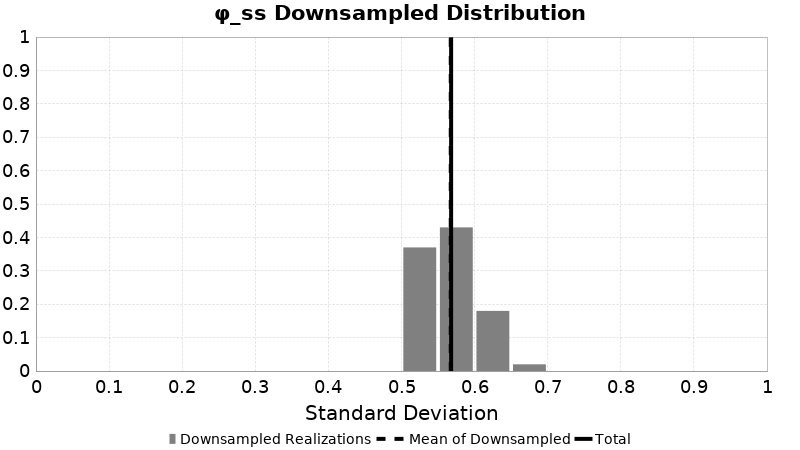 φ_ss Downsampled Distribution
1
0.9
0.8
0.7
0.6
0.5
0.4
0.3
0.2
0.1
0
0 0.1 0.2 0.3 0.4 0.5 0.6 0.7 0.8 0.9 1
Standard Deviation
Downsampled Realizations Mean of Downsampled Total